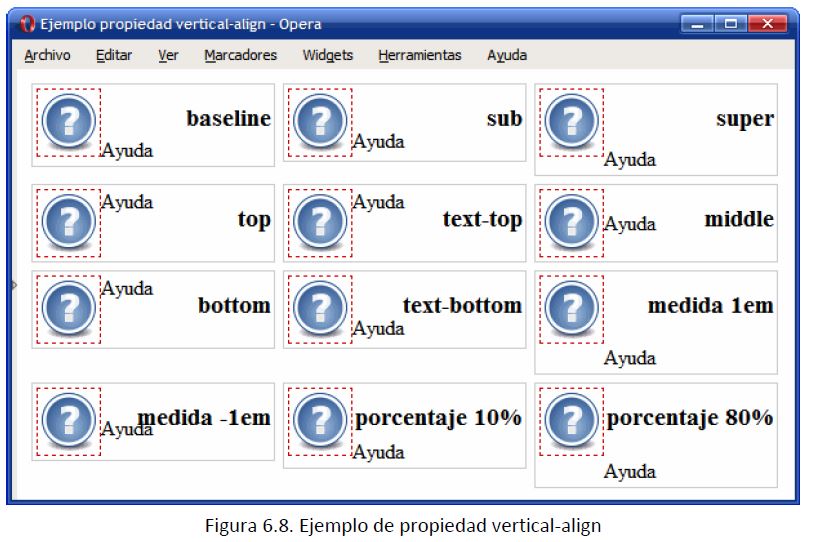 Ejemplo propiedad vertical-align - Opera
Archivo Editar Ver Marcadores Widgets Herramientas Ayuda
baseline
Ayuda
sub
Ayuda
super
Ayuda
Ayuda
top
Ayuda
text-top
Ayuda
middle
Ayuda
bottom
text-bottom
Ayuda
medida 1em
Ayuda
medida -1em
Ayuda
porcentaje 10%
Ayuda
porcentaje 80%
Ayuda
Figura 6.8. Ejemplo de propiedad vertical-align